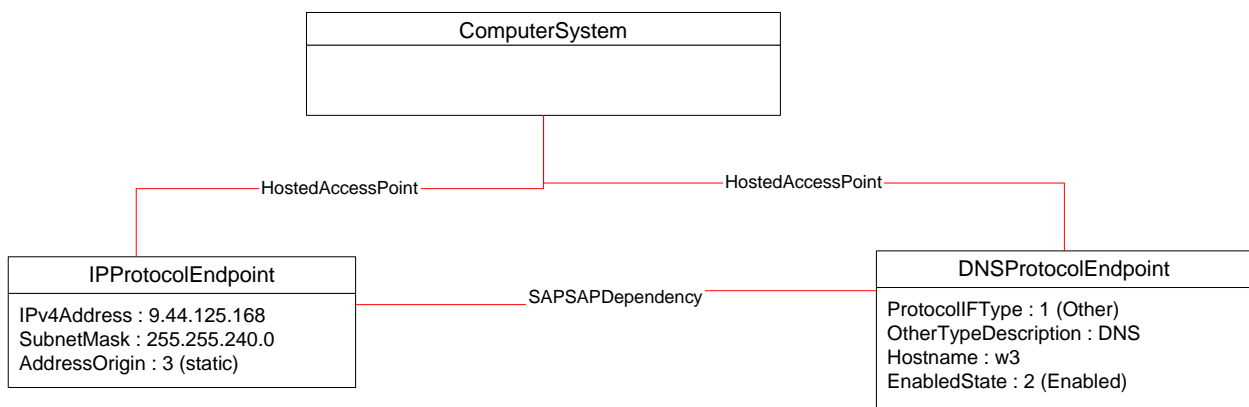 ComputerSystem
HostedAccessPoint
HostedAccessPoint
IPProtocolEndpoint
IPv4Address : 9.44.125.168
SubnetMask : 255.255.240.0
AddressOrigin : 3 (static)
SAPSAPDependency
DNSProtocolEndpoint
ProtocolIFType : 1 (Other)
OtherTypeDescription : DNS
Hostname : w3
EnabledState : 2 (Enabled)